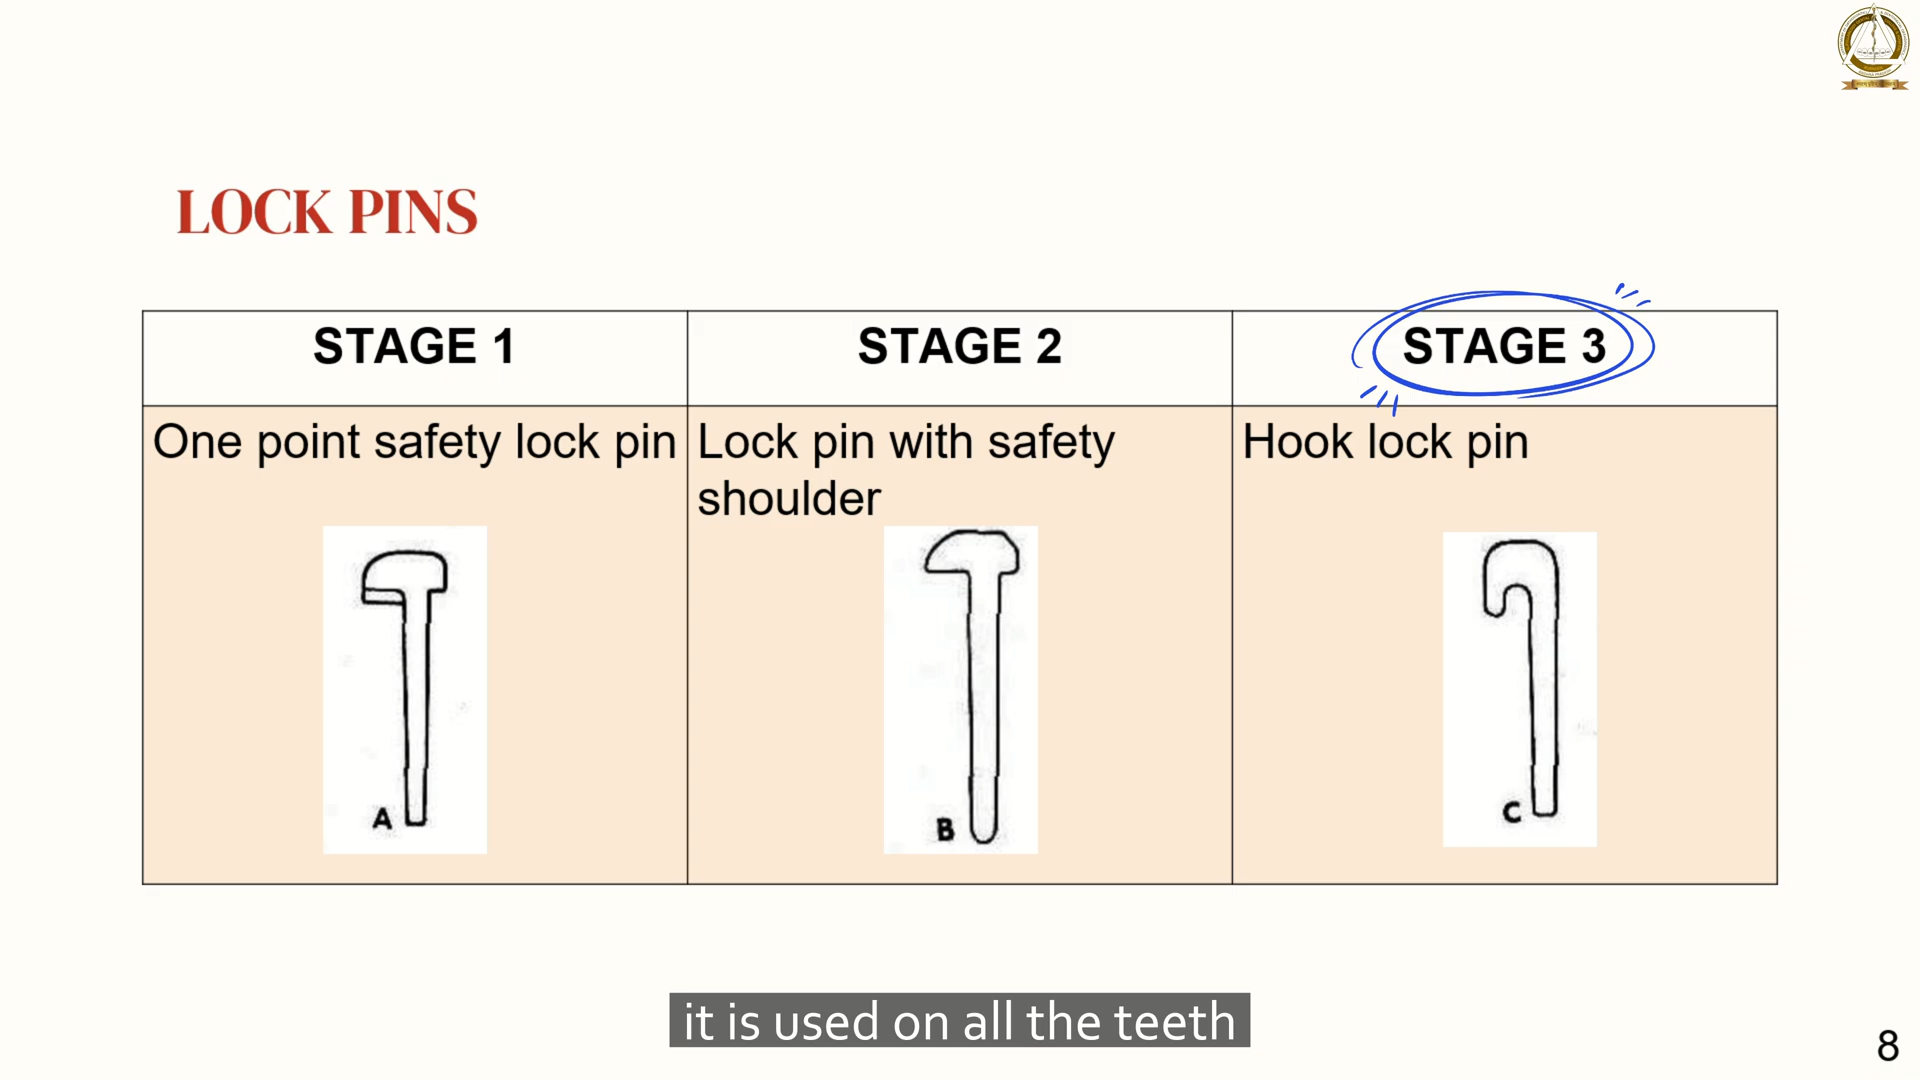 LOCK PINS
STAGE 1
STAGE 2
STAGE 3
One point safety lock pin
Lock pin with safety
shoulder
Hook lock pin
A
B
C
it is used on all the teeth
8